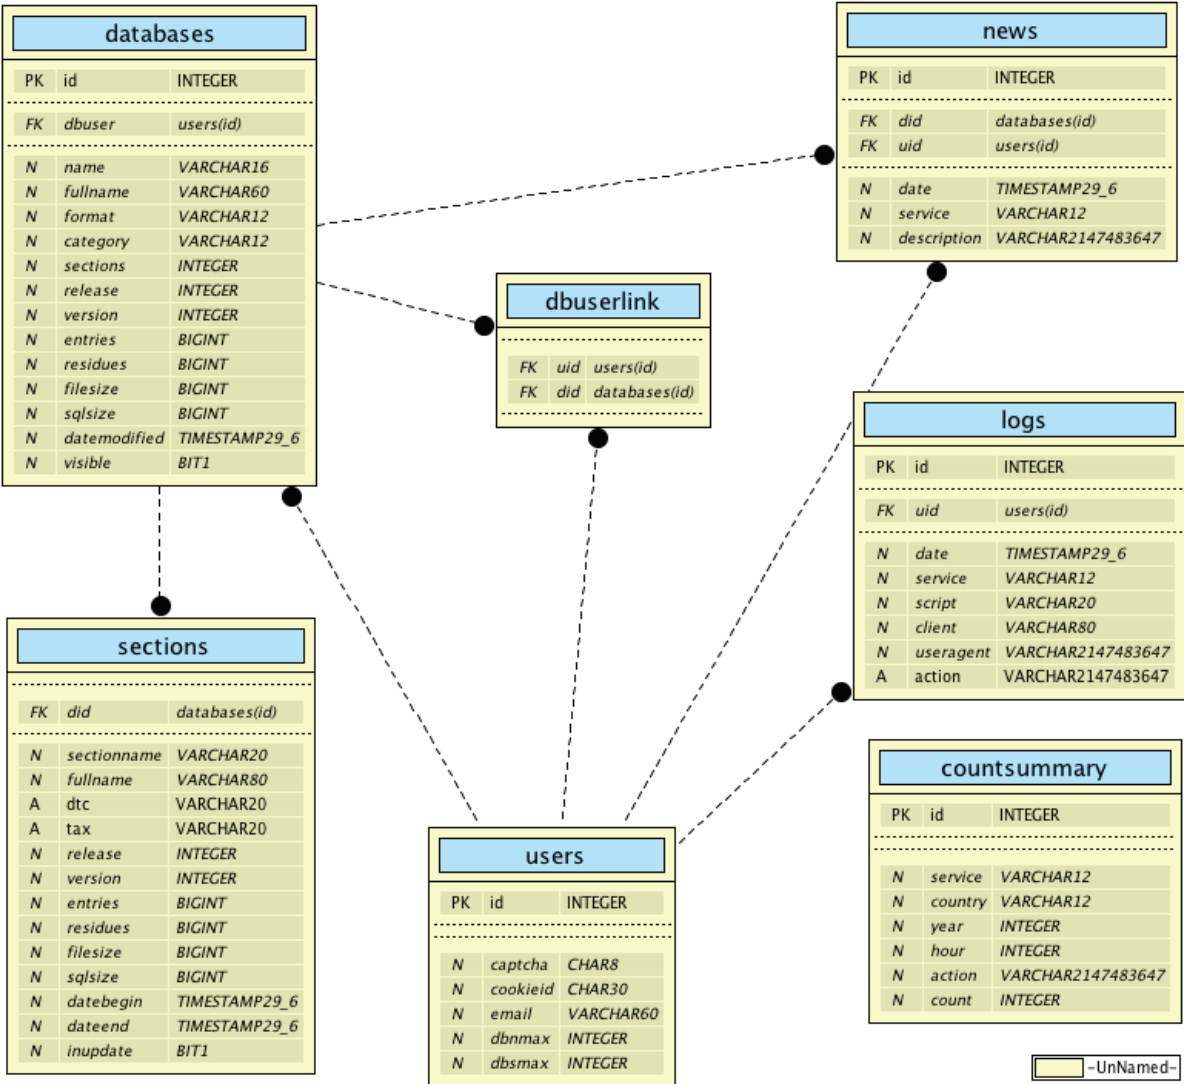 databases
PK id INTEGER
FK dbuser users(id)
N name VARCHAR16
N fullname VARCHAR60
N format VARCHAR12
N category VARCHAR12
N sections INTEGER
N release INTEGER
N version INTEGER
N entries BIGINT
N residues BIGINT
N filesize BIGINT
N sqlsize BIGINT
N datemodified TIMESTAMP29_6
N visible BIT1
news
PK id INTEGER
FK did databases(id)
FK uid users(id)
N date TIMESTAMP29_6
N service VARCHAR12
N description VARCHAR2147483647
dbuserlink
FK uid users(id)
FK did databases(id)
logs
PK id INTEGER
FK uid users(id)
N date TIMESTAMP29_6
N service VARCHAR12
N script VARCHAR20
N client VARCHAR80
N useragent VARCHAR2147483647
A action VARCHAR2147483647
sections
FK did databases(id)
N sectionname VARCHAR20
N fullname VARCHAR80
A dtc VARCHAR20
A tax VARCHAR20
N release INTEGER
N version INTEGER
N entries BIGINT
N residues BIGINT
N filesize BIGINT
N sqlsize BIGINT
N datebegin TIMESTAMP29_6
N dateend TIMESTAMP29_6
N inupdate BIT1
users
PK id INTEGER
N captcha CHAR8
N cookieid CHAR30
N email VARCHAR60
N dbnmax INTEGER
N dbsmax INTEGER
countsummary
PK id INTEGER
N service VARCHAR12
N country VARCHAR12
N year INTEGER
N hour INTEGER
N action VARCHAR2147483647
N count INTEGER
-UnNamed-